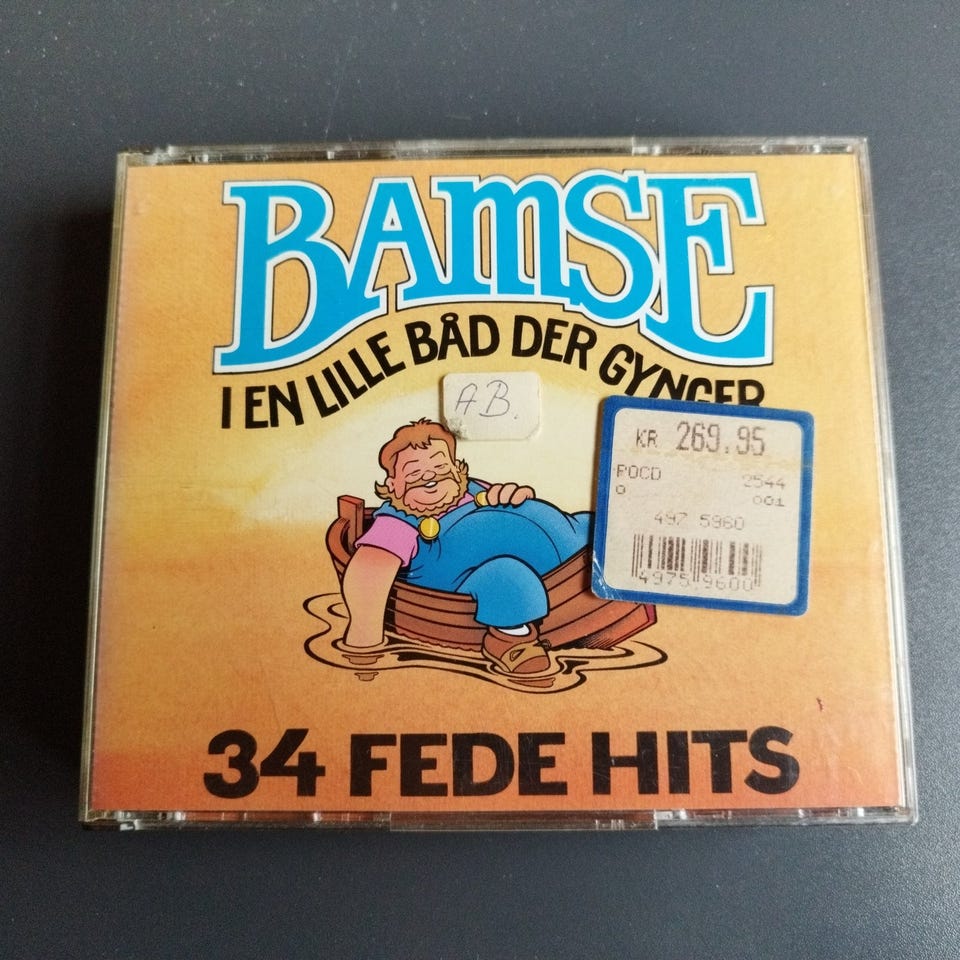 BAMSE
I EN LILLE BÅD DER GYNGER
AB.
KR 269.95
POCD 2544
0 001
497 5960
4975 9600
34 FEDE HITS